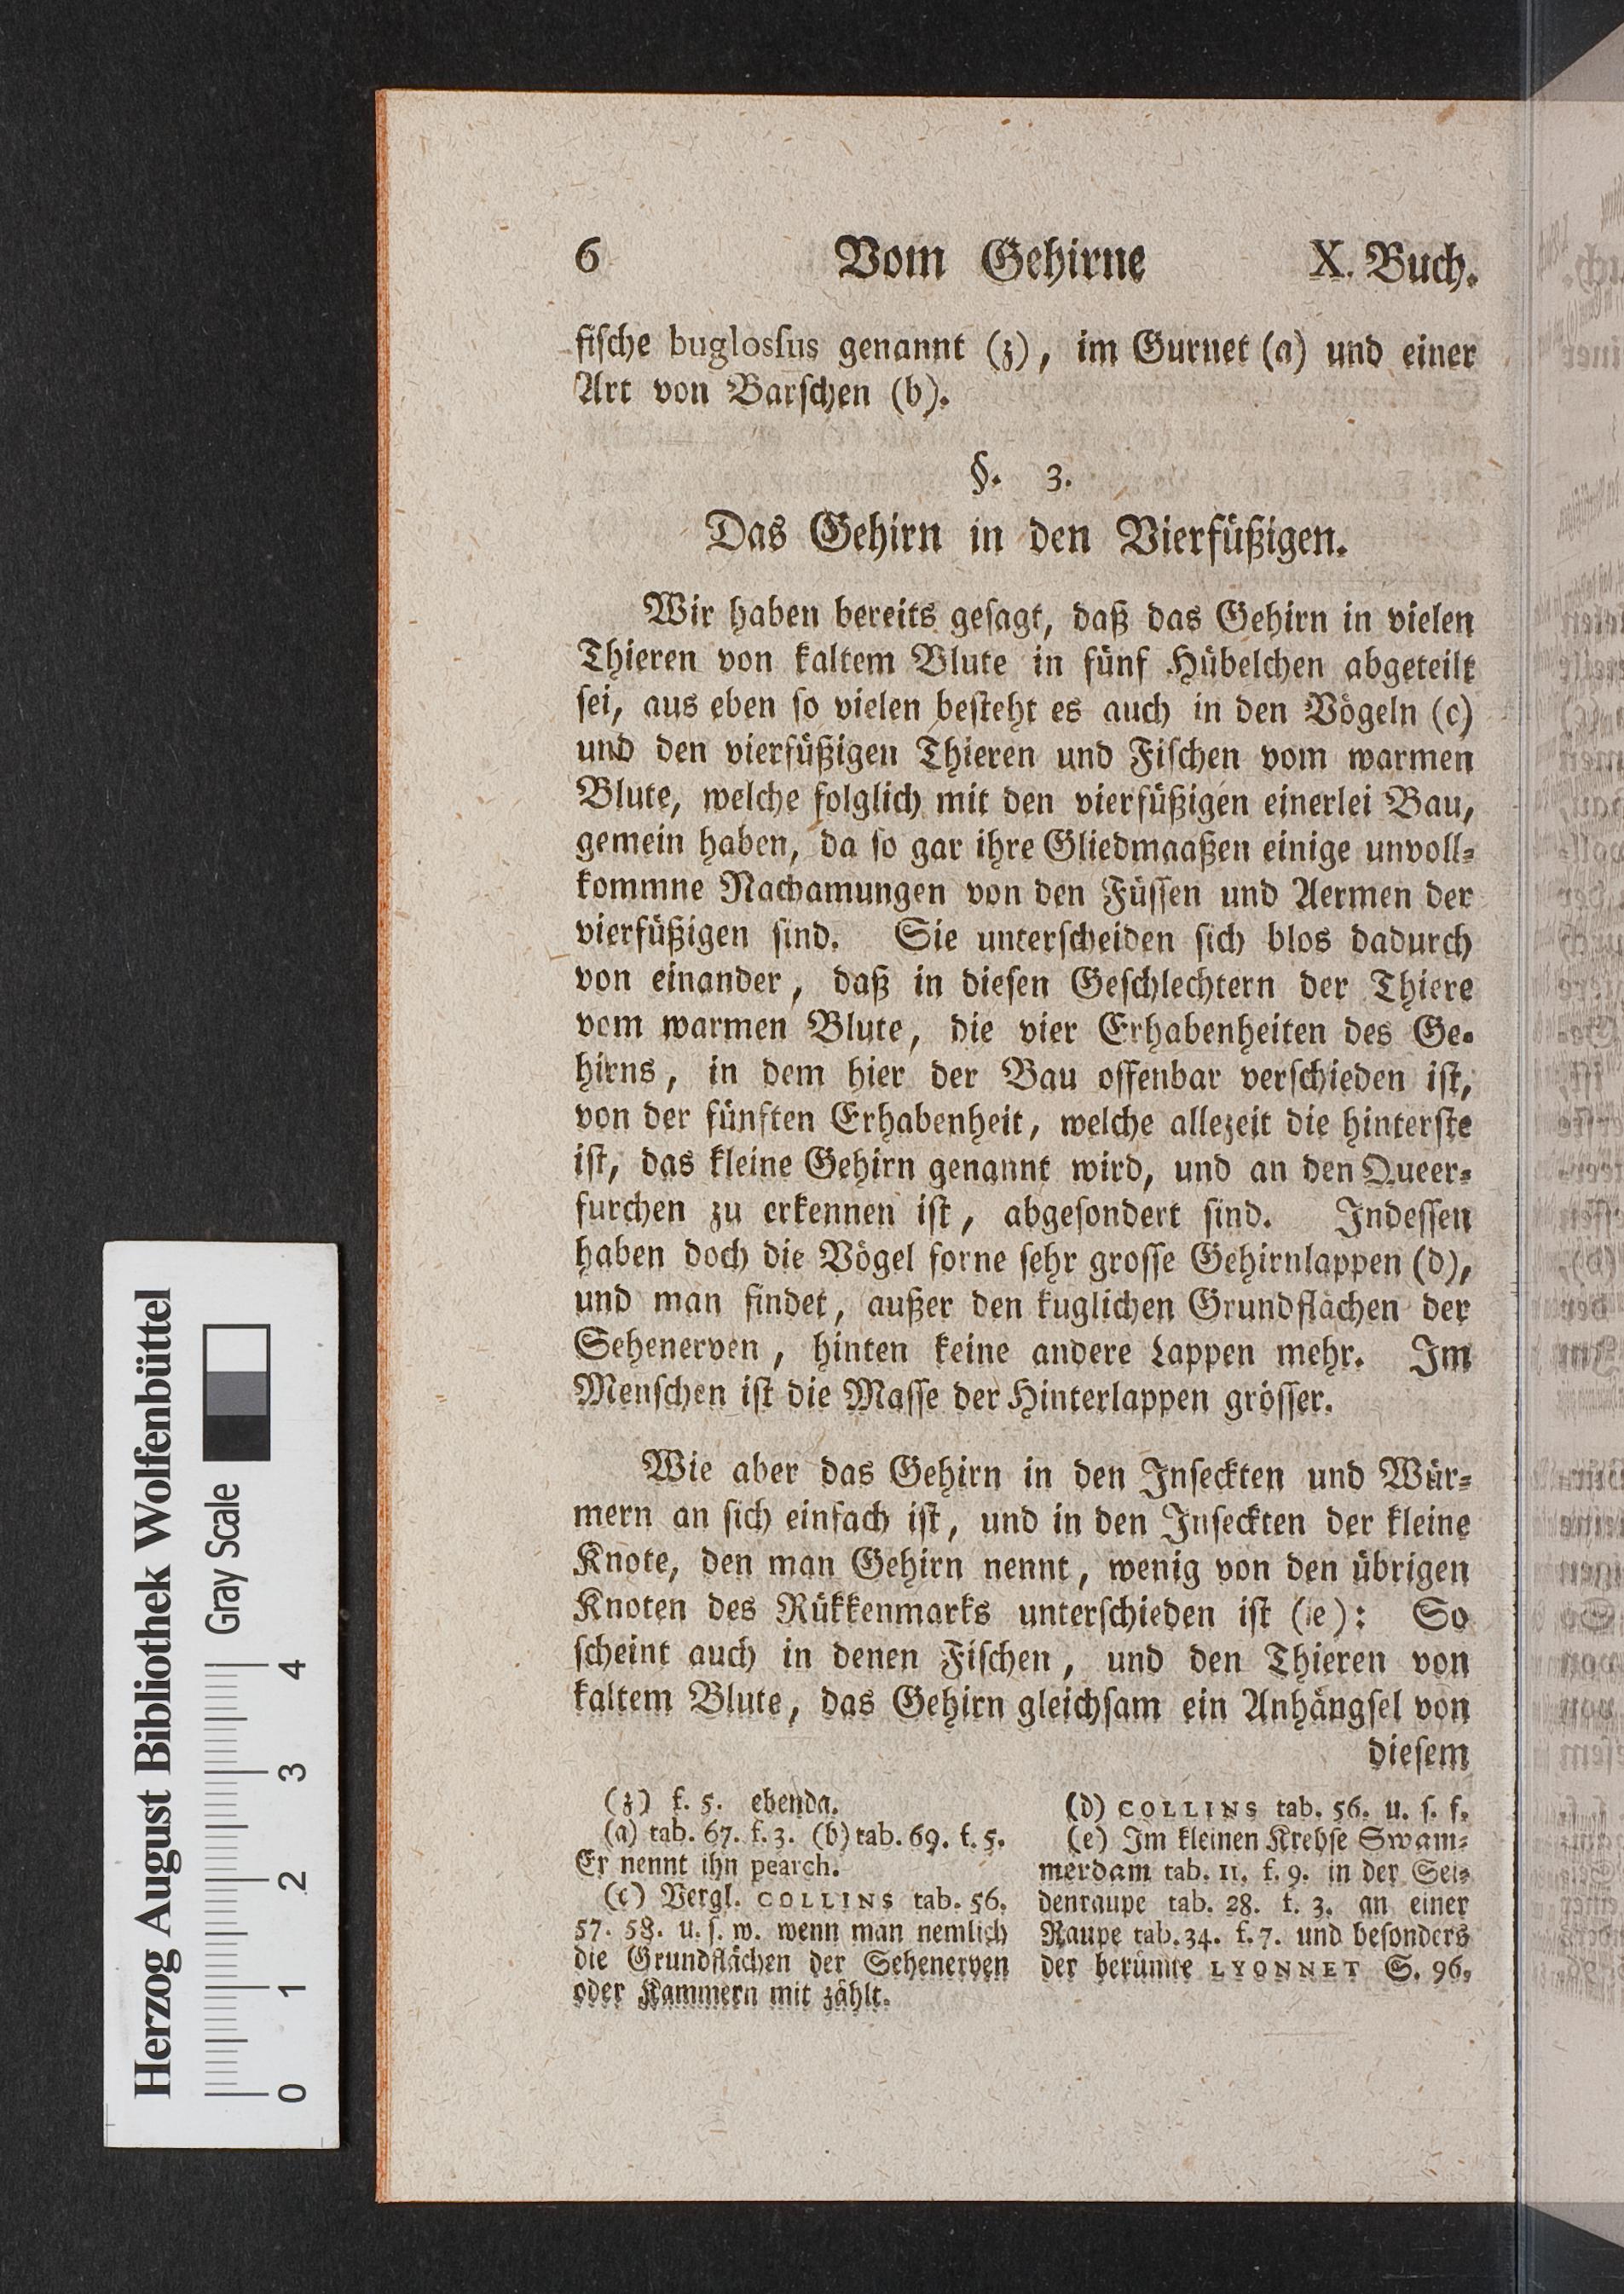 6 Vom Gehirne X. Buch.
fische buglossus genannt (z), im Gurnet (a) und einer
Art von Barschen (b).
§. 3.
Das Gehirn in den Vierfüßigen.
Wir haben bereits gesagt, daß das Gehirn in vielen
Thieren von kaltem Blute in fünf Hübelchen abgeteilt
sei, aus eben so vielen besteht es auch in den Vögeln (c)
und den vierfüßigen Thieren und Fischen vom warmen
Blute, welche folglich mit den vierfüßigen einerlei Bau,
gemein haben, da so gar ihre Gliedmaaßen einige unvoll-
kommne Nachamungen von den Füssen und Aermen der
vierfüßigen sind. Sie unterscheiden sich blos dadurch
von einander, daß in diesen Geschlechtern der Thiere
vom warmen Blute, die vier Erhabenheiten des Ge-
hirns, in dem hier der Bau offenbar verschieden ist,
von der fünften Erhabenheit, welche allezeit die hinterste
ist, das kleine Gehirn genannt wird, und an den Queer-
furchen zu erkennen ist, abgesondert sind. Indessen
haben doch die Vögel forne sehr grosse Gehirnlappen (d),
und man findet, außer den kuglichen Grundflächen der
Sehenerven, hinten keine andere Lappen mehr. Im
Menschen ist die Masse der Hinterlappen grösser.
Wie aber das Gehirn in den Inseckten und Wür-
mern an sich einfach ist, und in den Inseckten der kleine
Knote, den man Gehirn nennt, wenig von den übrigen
Knoten des Rükkenmarks unterschieden ist (e): So
scheint auch in denen Fischen, und den Thieren von
kaltem Blute, das Gehirn gleichsam ein Anhängsel von
diesem
(z) f. 5. ebenda.
(a) tab. 67. f. 3. (b) tab. 69. f. 5.
Er nennt ihn pearch.
(c) Vergl. COLLINS tab. 56.
57. 58. u. s. w. wenn man nemlich
die Grundflächen der Sehenerven
oder Kammern mit zählt.
(d) COLLINS tab. 56. u. s. f.
(e) Im kleinen Krebse Swam-
merdam tab. 11. f. 9. in der Sei-
denraupe tab. 28. f. 3. an einer
Raupe tab. 34. f. 7. und besonders
der berümte LYONNET S. 96,
Herzog August Bibliothek Wolfenbüttel
Gray Scale
0 1 2 3 4